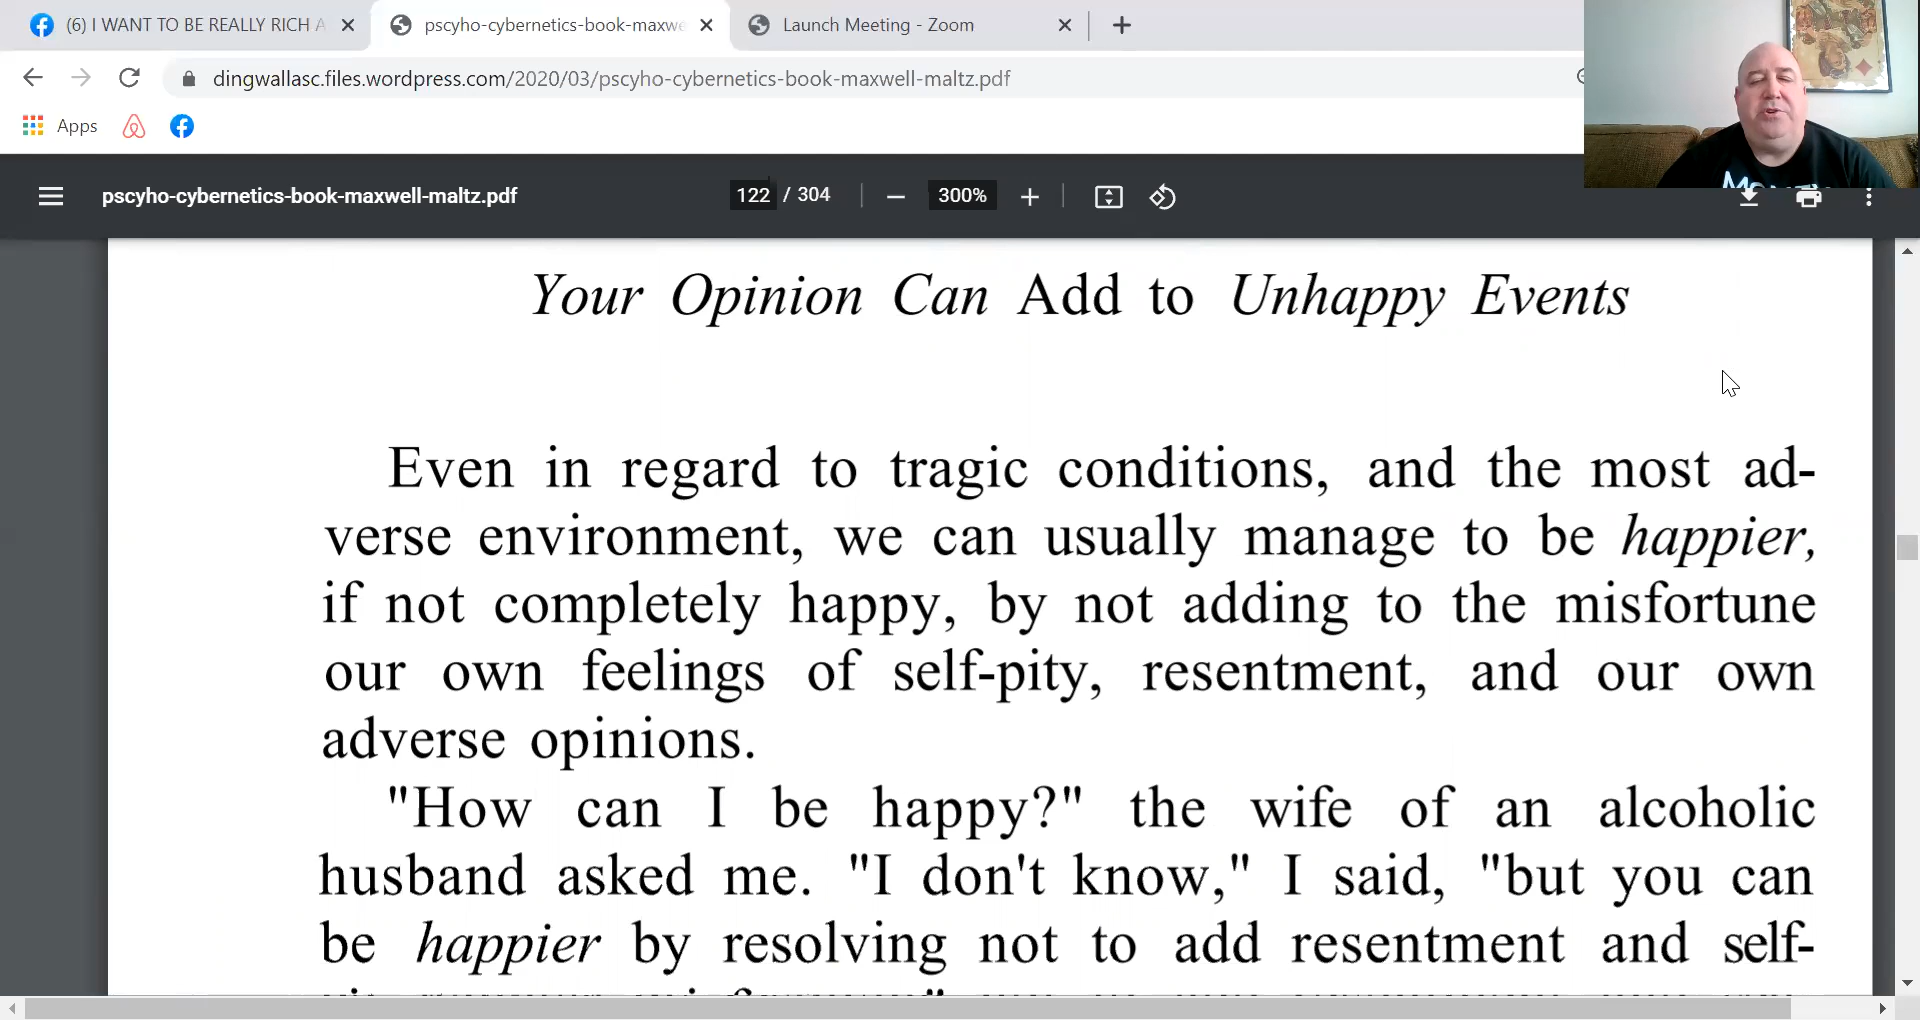 (6) I WANT TO BE REALLY RICH A
pscyho-cybernetics-book-maxwe
Launch Meeting - Zoom
dingwallasc.files.wordpress.com/2020/03/pscyho-cybernetics-book-maxwell-maltz.pdf
Apps
pscyho-cybernetics-book-maxwell-maltz.pdf
122 / 304
300%
Your Opinion Can Add to Unhappy Events
Even in regard to tragic conditions, and the most ad-
verse environment, we can usually manage to be happier,
if not completely happy, by not adding to the misfortune
our own feelings of self-pity, resentment, and our own
adverse opinions.
"How can I be happy?" the wife of an alcoholic
husband asked me. "I don't know," I said, "but you can
be happier by resolving not to add resentment and self-